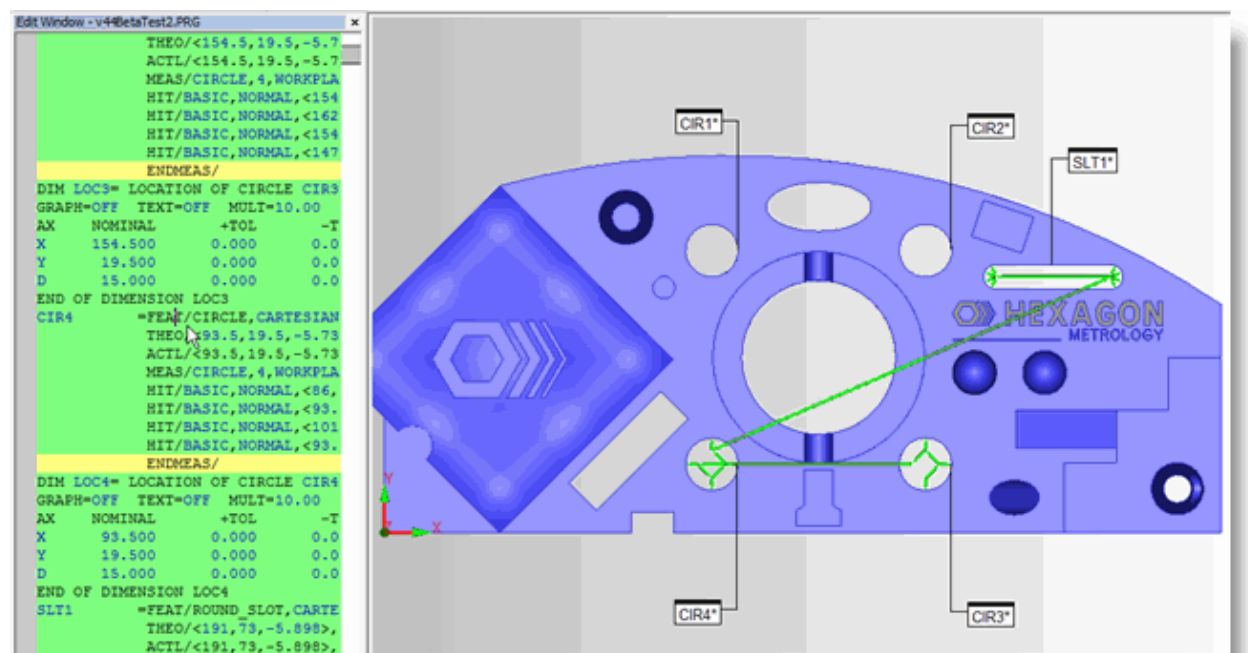 Edit Window - v44BetaTest2.PRG
THEO/<154.5,19.5,-5.7
ACTL/<154.5,19.5,-5.7
MEAS/CIRCLE,4,WORKPLA
HIT/BASIC,NORMAL,<154
HIT/BASIC,NORMAL,<162
HIT/BASIC,NORMAL,<154
HIT/BASIC,NORMAL,<147
ENDMEAS/
DIM LOC3= LOCATION OF CIRCLE CIR3
GRAPH=OFF TEXT=OFF MULT=10.00
AX NOMINAL +TOL -T
X 154.500 0.000 0.0
Y 19.500 0.000 0.0
D 15.000 0.000 0.0
END OF DIMENSION LOC3
CIR4 =FEAT/CIRCLE,CARTESIAN
THEO/<93.5,19.5,-5.73
ACTL/<93.5,19.5,-5.73
MEAS/CIRCLE,4,WORKPLA
HIT/BASIC,NORMAL,<86,
HIT/BASIC,NORMAL,<93.
HIT/BASIC,NORMAL,<101
HIT/BASIC,NORMAL,<93.
ENDMEAS/
DIM LOC4= LOCATION OF CIRCLE CIR4
GRAPH=OFF TEXT=OFF MULT=10.00
AX NOMINAL +TOL -T
X 93.500 0.000 0.0
Y 19.500 0.000 0.0
D 15.000 0.000 0.0
END OF DIMENSION LOC4
SLT1 =FEAT/ROUND_SLOT,CARTE
THEO/<191,73,-5.898>,
ACTL/<191,73,-5.898>,
CIR1*
CIR2*
SLT1*
HEXAGON
METROLOGY
Y
X
CIR4*
CIR3*